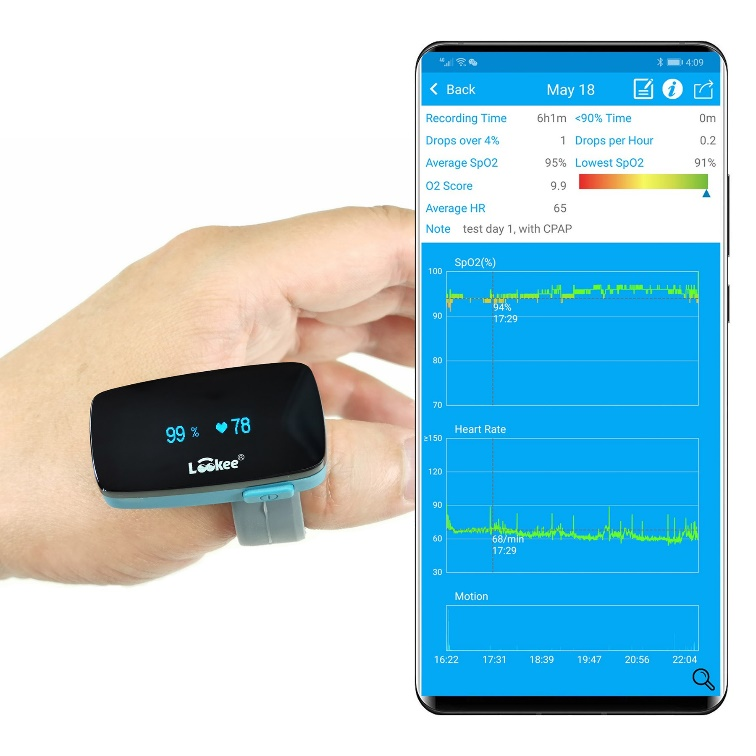 4:09
Back May 18
Recording Time 6h1m <90% Time 0m
Drops over 4% 1 Drops per Hour 0.2
Average SpO2 95% Lowest SpO2 91%
O2 Score 9.9
Average HR 65
Note test day 1, with CPAP
SpO2(%)
100
90
80
70
94%
17:29
Heart Rate
≥150
120
90
60
30
68/min
17:29
Motion
16:22 17:31 18:39 19:47 20:56 22:04
99 % 78
Lookee®